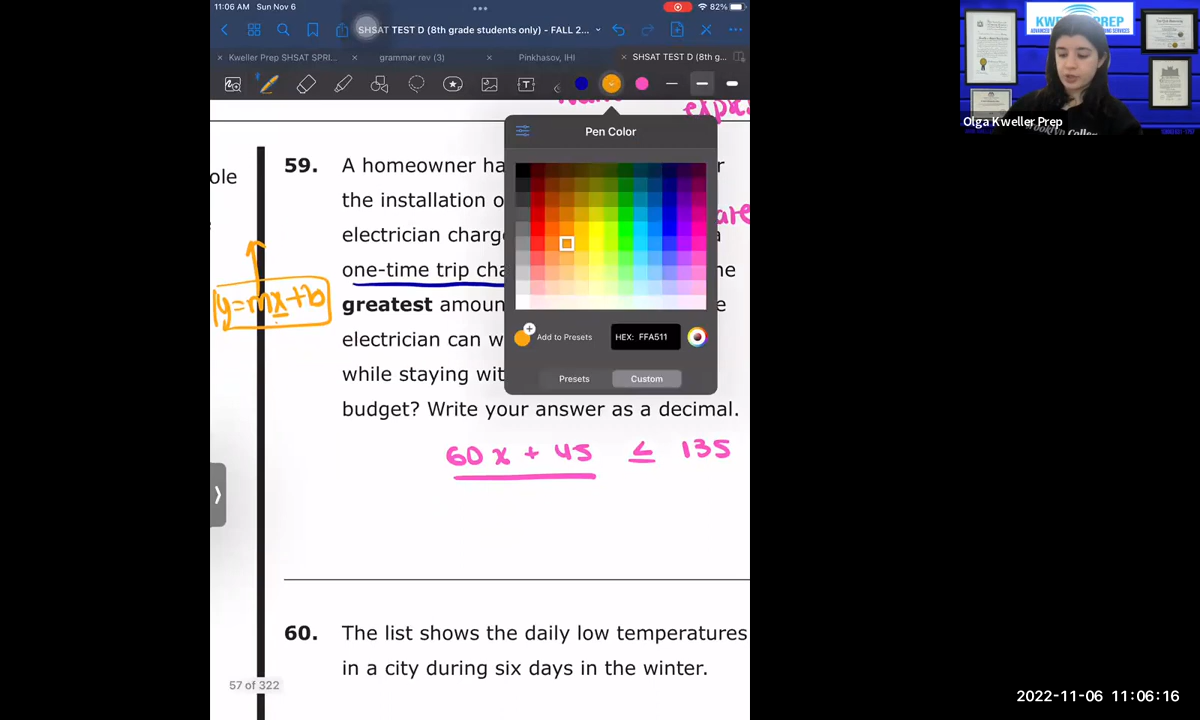 11:06 AM Sun Nov 6
82%
SHSAT TEST D (8th grade students only) - FALL 2...
Kweller Prep SHSAT SPRI...
grammar rev (3)
Pinkhasov, IHI
SHSAT TEST D (8th g...
Pen Color
59. A homeowner ha
the installation o
electrician charg
one-time trip cha
greatest amoun
electrician can w
while staying wit
budget? Write your answer as a decimal.
ole
y=mx+b
r
a
ne
e
HEX: FFA511
Add to Presets
Presets
Custom
60x + 45 ≤ 135
60. The list shows the daily low temperatures
in a city during six days in the winter.
57 of 322
Olga Kweller Prep
2022-11-06 11:06:16